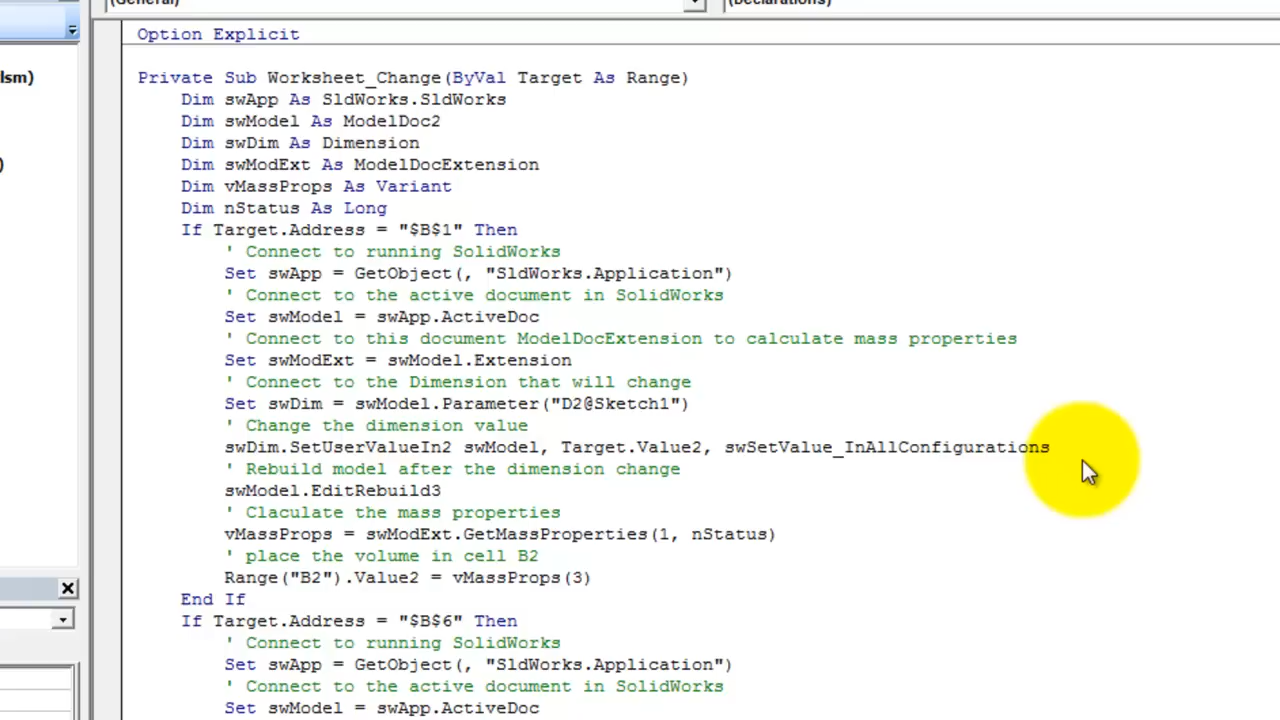 (General)
(Declarations)
lsm)
)
Option Explicit
Private Sub Worksheet_Change(ByVal Target As Range)
Dim swApp As SldWorks.SldWorks
Dim swModel As ModelDoc2
Dim swDim As Dimension
Dim swModExt As ModelDocExtension
Dim vMassProps As Variant
Dim nStatus As Long
If Target.Address = "$B$1" Then
' Connect to running SolidWorks
Set swApp = GetObject(, "SldWorks.Application")
' Connect to the active document in SolidWorks
Set swModel = swApp.ActiveDoc
' Connect to this document ModelDocExtension to calculate mass properties
Set swModExt = swModel.Extension
' Connect to the Dimension that will change
Set swDim = swModel.Parameter("D2@Sketch1")
' Change the dimension value
swDim.SetUserValueIn2 swModel, Target.Value2, swSetValue_InAllConfigurations
' Rebuild model after the dimension change
swModel.EditRebuild3
' Claculate the mass properties
vMassProps = swModExt.GetMassProperties(1, nStatus)
' place the volume in cell B2
Range("B2").Value2 = vMassProps(3)
End If
If Target.Address = "$B$6" Then
' Connect to running SolidWorks
Set swApp = GetObject(, "SldWorks.Application")
' Connect to the active document in SolidWorks
Set swModel = swApp.ActiveDoc